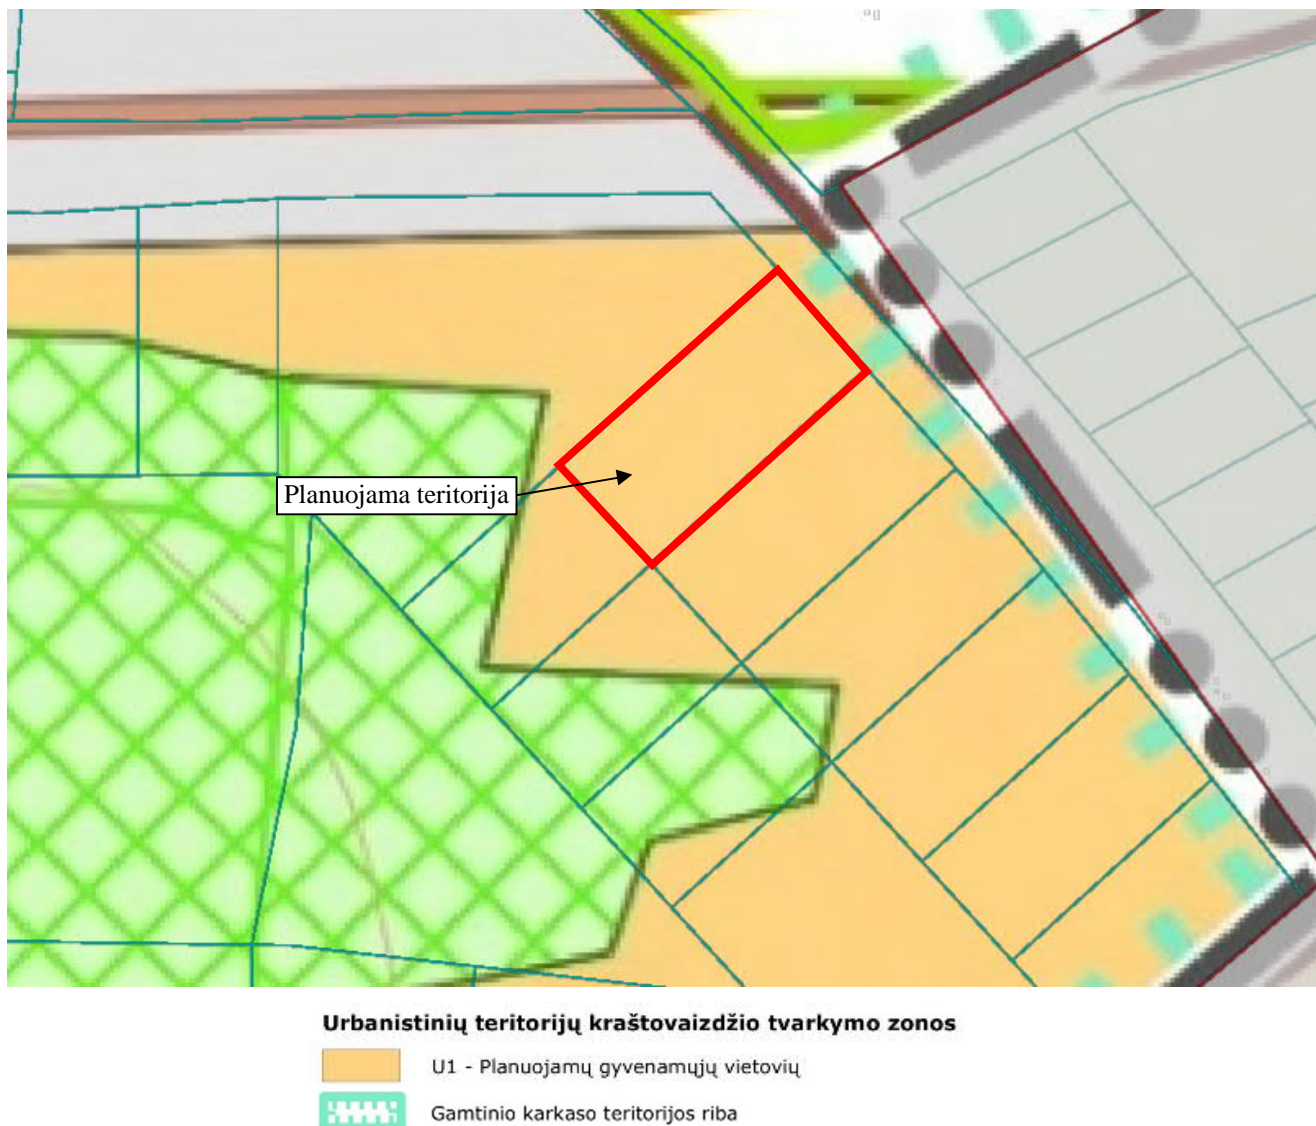 Planuojama teritorija
Urbanistinių teritorijų kraštovaizdžio tvarkymo zonos
U1 - Planuojamų gyvenamųjų vietovių
Gamtinio karkaso teritorijos riba